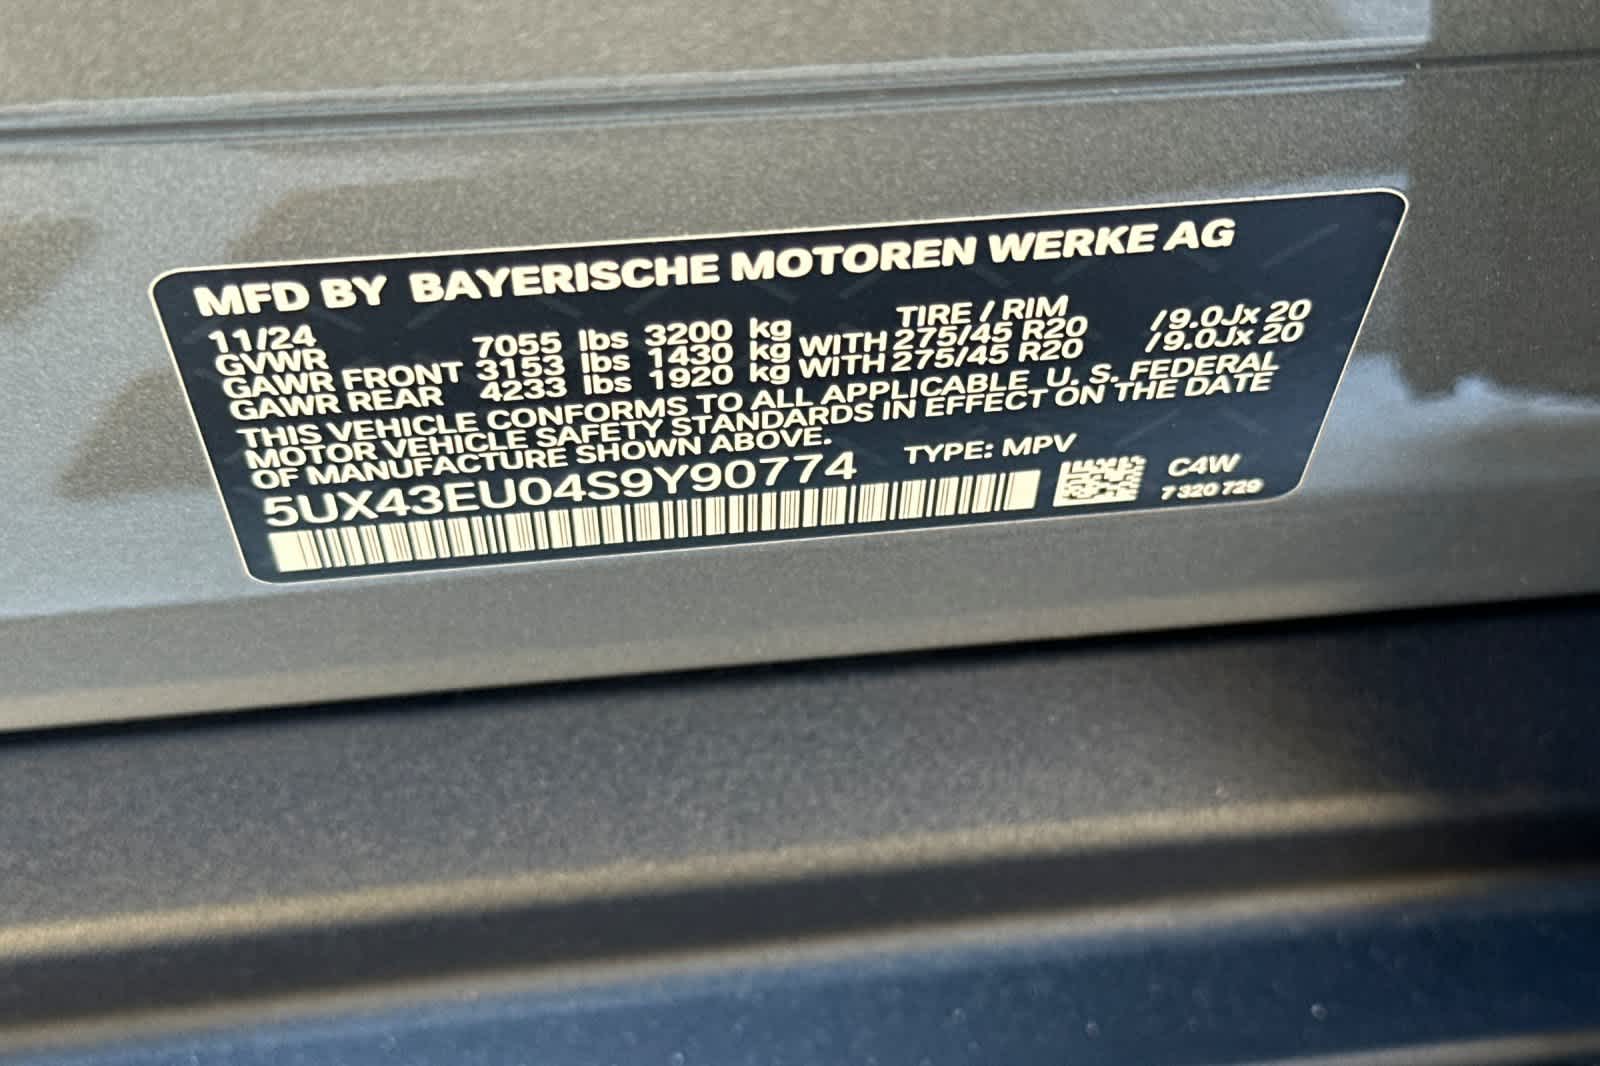 MFD BY BAYERISCHE MOTOREN WERKE AG
11/24 TIRE / RIM
GVWR 7055 lbs 3200 kg
GAWR FRONT 3153 lbs 1430 kg WITH 275/45 R20 /9.0Jx 20
GAWR REAR 4233 lbs 1920 kg WITH 275/45 R20 /9.0Jx 20
THIS VEHICLE CONFORMS TO ALL APPLICABLE U. S. FEDERAL
MOTOR VEHICLE SAFETY STANDARDS IN EFFECT ON THE DATE
OF MANUFACTURE SHOWN ABOVE.
5UX43EU04S9Y90774 TYPE: MPV
C4W
7 320 729